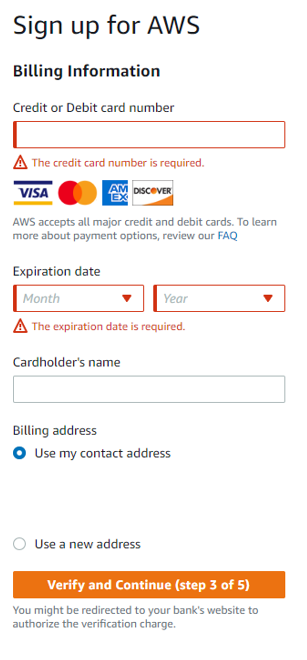 Sign up for AWS
Billing Information
Credit or Debit card number
The credit card number is required.
VISA MasterCard AM EX DISCOVER
AWS accepts all major credit and debit cards. To learn
more about payment options, review our FAQ
Expiration date
Month Year
The expiration date is required.
Cardholder's name
Billing address
Use my contact address
Use a new address
Verify and Continue (step 3 of 5)
You might be redirected to your bank's website to
authorize the verification charge.